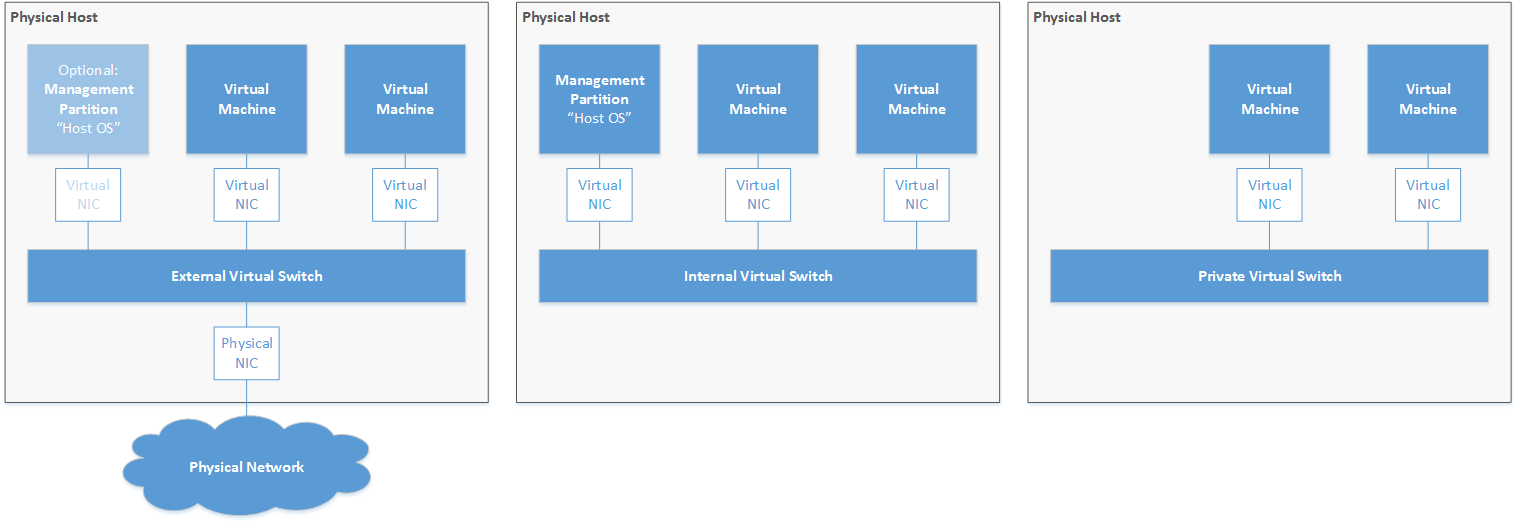 Physical Host
Optional:
Management
Partition
“Host OS”
Virtual
Machine
Virtual
Machine
Virtual
NIC
Virtual
NIC
Virtual
NIC
External Virtual Switch
Physical
NIC
Physical Network
Physical Host
Management
Partition
“Host OS”
Virtual
Machine
Virtual
Machine
Virtual
NIC
Virtual
NIC
Virtual
NIC
Internal Virtual Switch
Physical Host
Virtual
Machine
Virtual
Machine
Virtual
NIC
Virtual
NIC
Private Virtual Switch